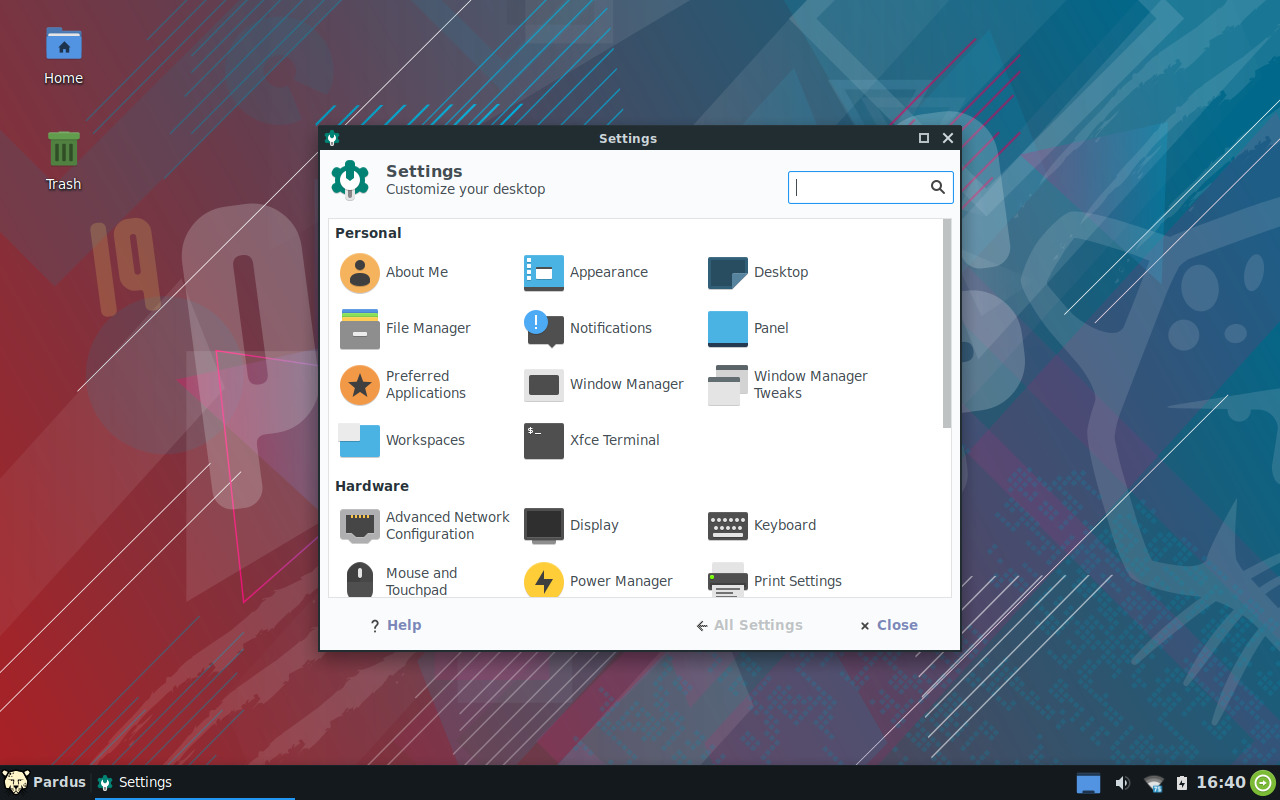 Home
Trash
19
Settings
Settings
Customize your desktop
Personal
About Me
Appearance
Desktop
File Manager
Notifications
Panel
Preferred
Applications
Window Manager
Window Manager
Tweaks
Workspaces
$_
Xfce Terminal
Hardware
Advanced Network
Configuration
Display
Keyboard
Mouse and
Touchpad
Power Manager
Print Settings
? Help
All Settings
Close
Pardus
Settings
16:40